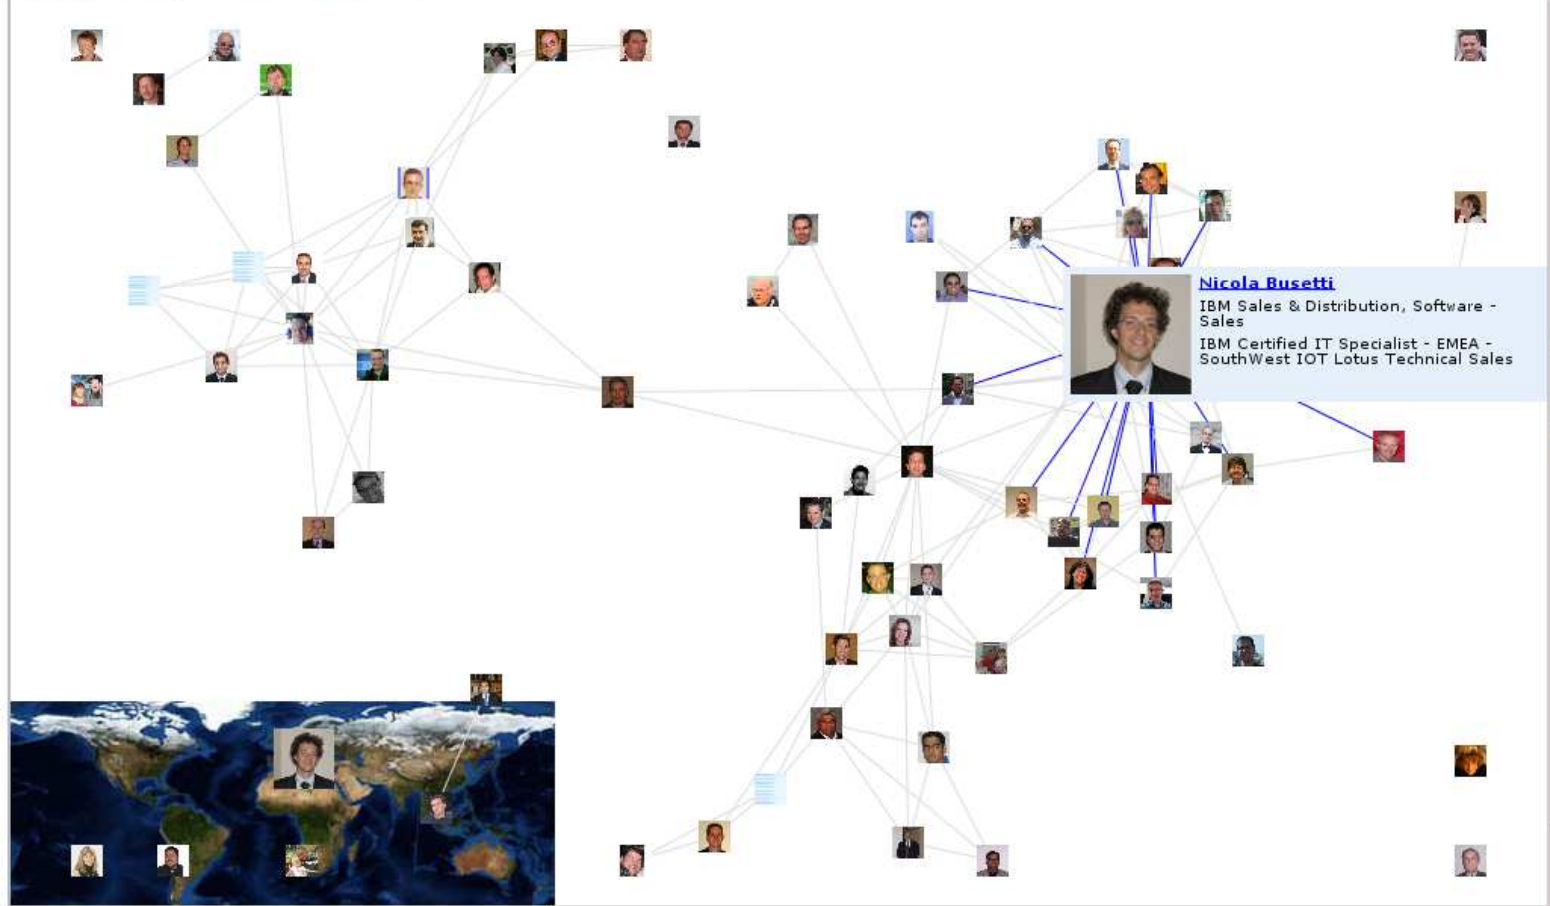 Nicola Busetti
IBM Sales & Distribution, Software -
Sales
IBM Certified IT Specialist - EMEA -
SouthWest IOT Lotus Technical Sales